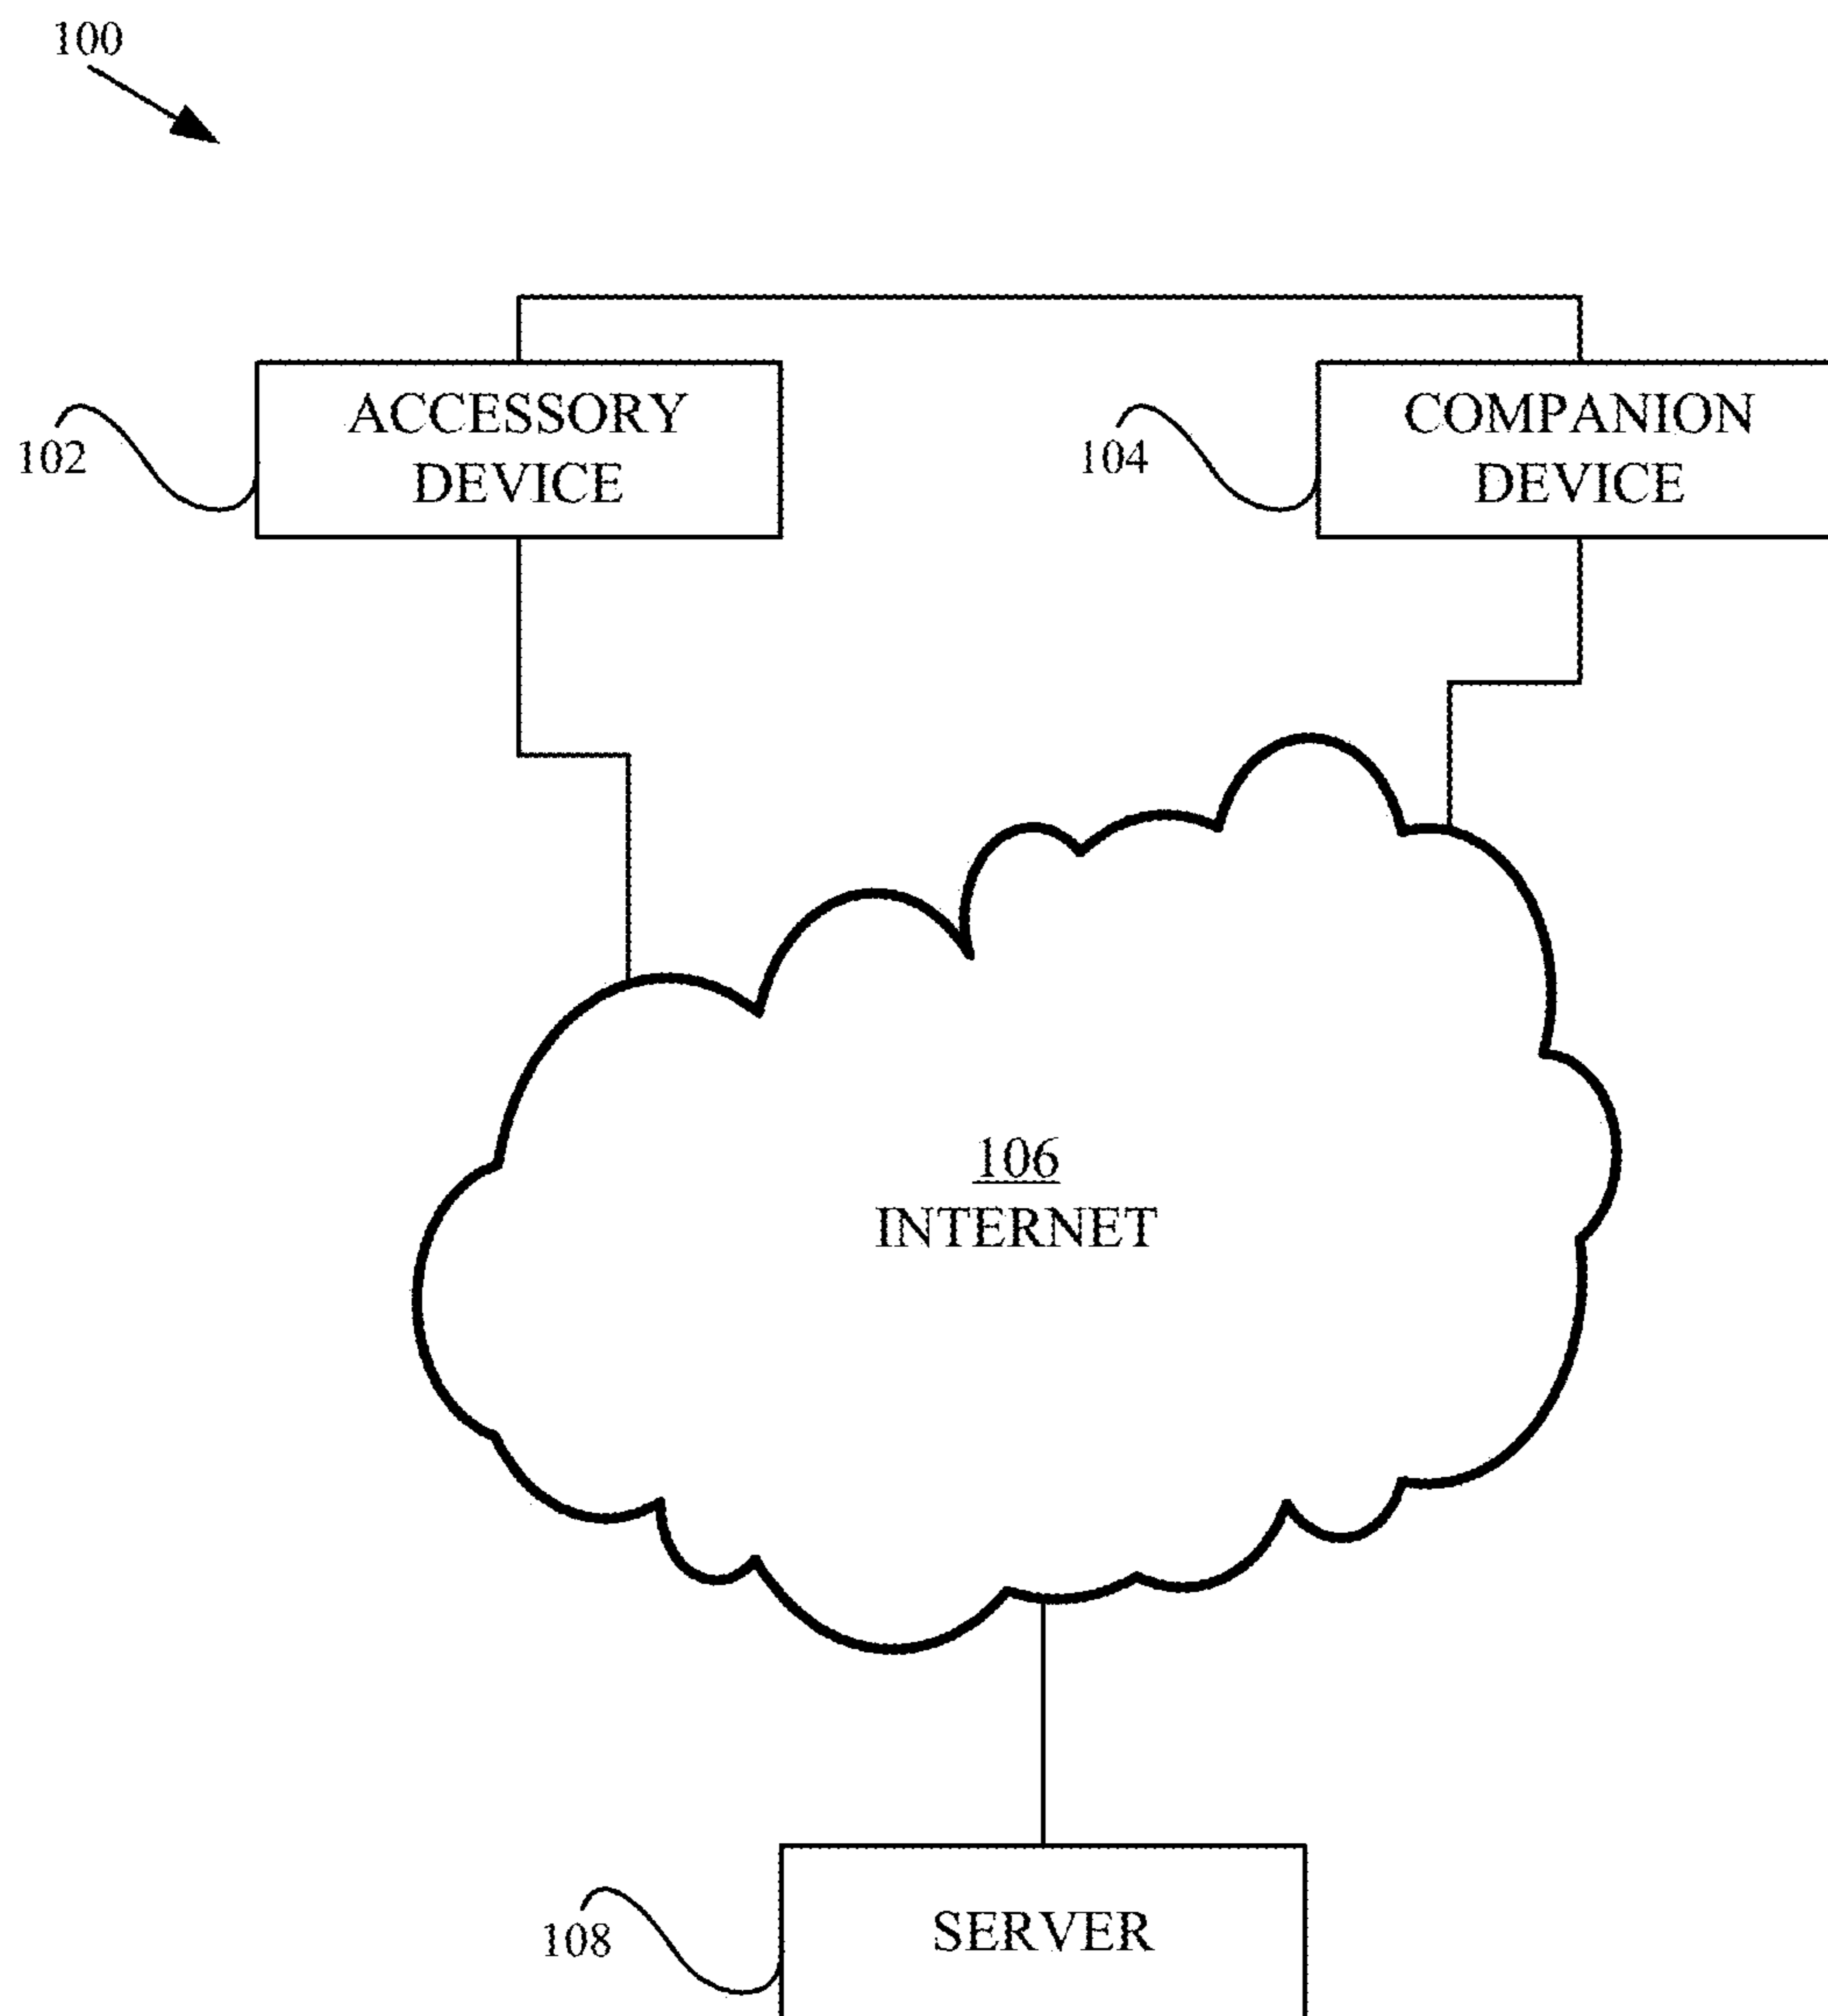 100
ACCESSORY
DEVICE
102
COMPANION
DEVICE
104
106
INTERNET
SERVER
108